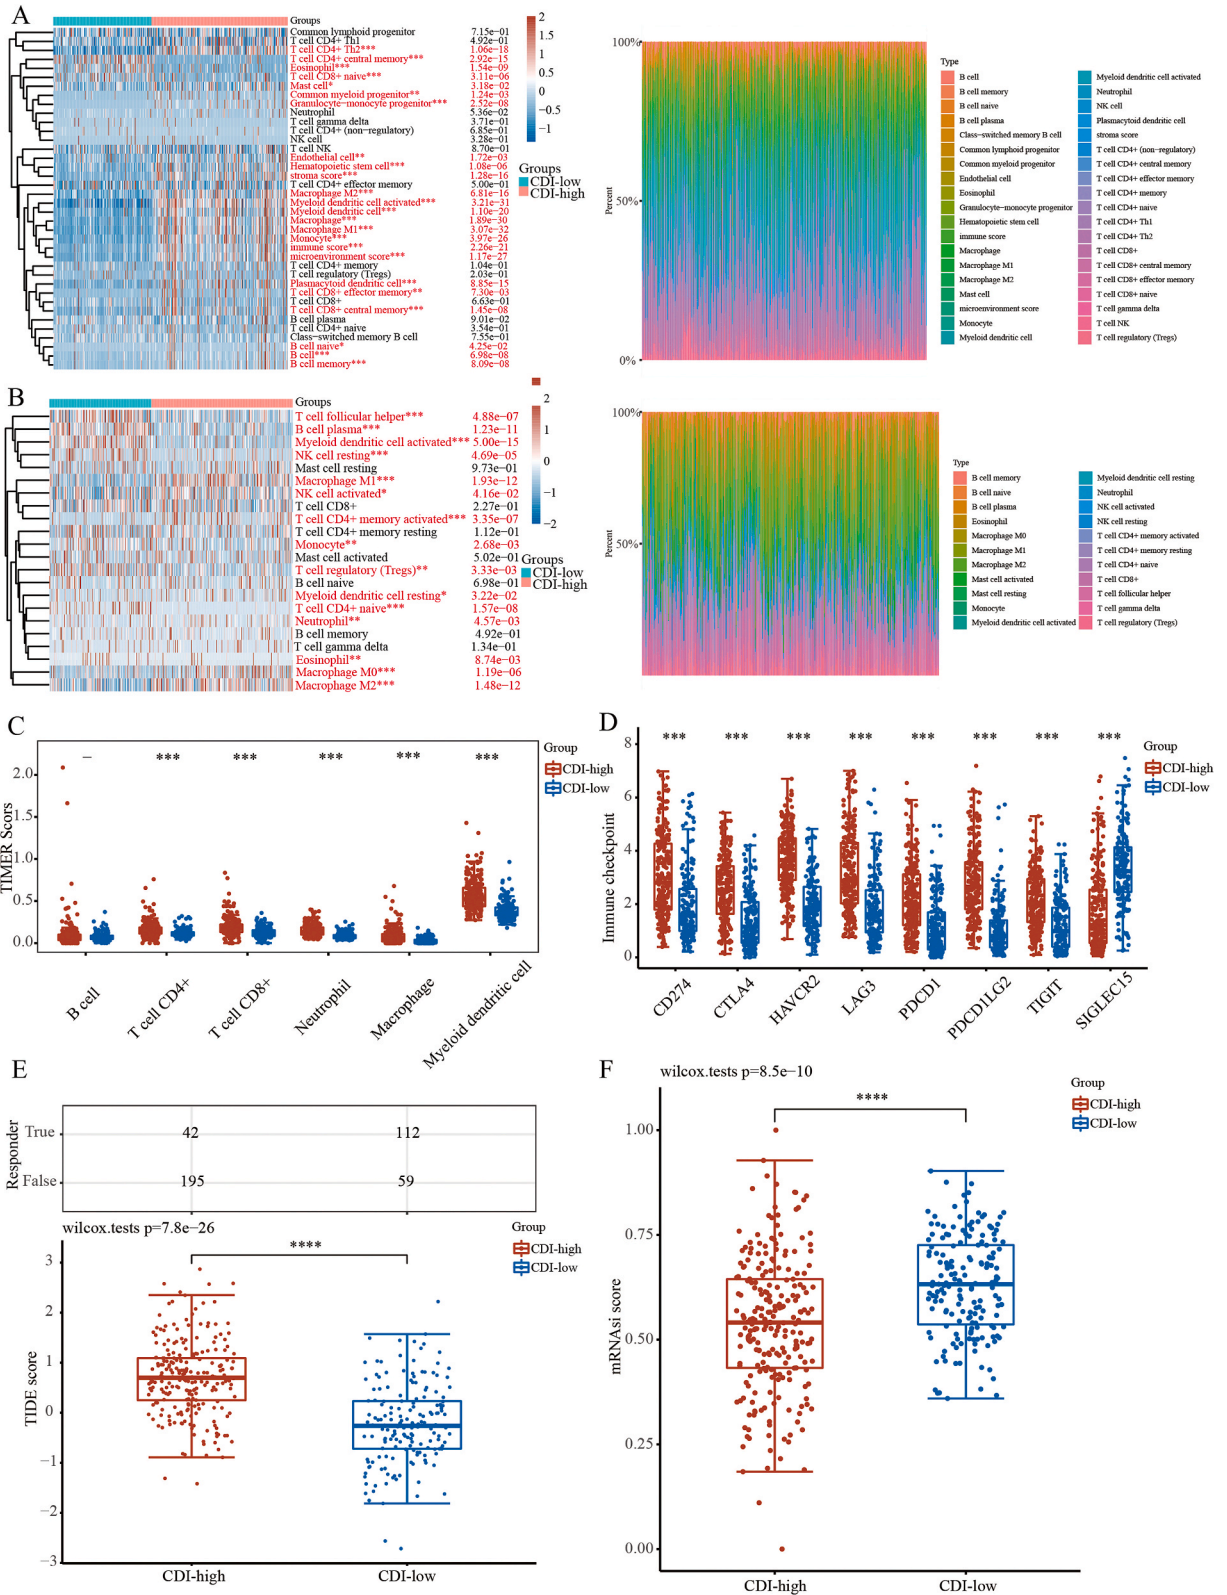 A
Groups
Common lymphoid progenitor 7.15e−01
T cell CD4+ Th1 4.92e−01
T cell CD4+ Th2*** 1.06e−18
T cell CD4+ central memory*** 2.92e−15
Eosinophil*** 1.54e−09
T cell CD8+ naive*** 3.11e−06
Mast cell* 3.18e−02
Common myeloid progenitor** 1.24e−03
Granulocyte−monocyte progenitor*** 2.52e−08
Neutrophil 5.36e−02
T cell gamma delta 3.71e−01
T cell CD4+ (non−regulatory) 6.85e−01
NK cell 3.28e−01
T cell NK 8.70e−01
Endothelial cell** 1.72e−03
Hematopoietic stem cell*** 1.08e−06
stroma score*** 1.28e−16
T cell CD4+ effector memory 5.00e−01
Macrophage M2*** 6.81e−16
Myeloid dendritic cell activated*** 3.21e−31
Myeloid dendritic cell*** 1.10e−20
Macrophage*** 1.89e−30
Macrophage M1*** 3.07e−32
Monocyte*** 3.97e−26
immune score*** 2.26e−21
microenvironment score*** 1.17e−27
T cell CD4+ memory 1.04e−01
T cell regulatory (Tregs) 2.03e−01
Plasmacytoid dendritic cell*** 8.85e−15
T cell CD8+ effector memory** 7.30e−03
T cell CD8+ 6.63e−01
T cell CD8+ central memory*** 1.45e−08
B cell plasma 9.01e−02
T cell CD4+ naive 3.54e−01
Class−switched memory B cell 7.55e−01
B cell naive* 4.25e−02
B cell*** 6.98e−08
B cell memory*** 8.09e−08
2
1.5
1
0.5
0
−0.5
−1
Groups
CDI-low
CDI-high
100%
50%
0%
Percent
Type
B cell
B cell memory
B cell naive
B cell plasma
Class−switched memory B cell
Common lymphoid progenitor
Common myeloid progenitor
Endothelial cell
Eosinophil
Granulocyte−monocyte progenitor
Hematopoietic stem cell
immune score
Macrophage
Macrophage M1
Macrophage M2
Mast cell
microenvironment score
Monocyte
Myeloid dendritic cell
Myeloid dendritic cell activated
Neutrophil
NK cell
Plasmacytoid dendritic cell
stroma score
T cell CD4+ (non−regulatory)
T cell CD4+ central memory
T cell CD4+ effector memory
T cell CD4+ memory
T cell CD4+ naive
T cell CD4+ Th1
T cell CD4+ Th2
T cell CD8+
T cell CD8+ central memory
T cell CD8+ effector memory
T cell CD8+ naive
T cell gamma delta
T cell NK
T cell regulatory (Tregs)
B
Groups
T cell follicular helper*** 4.88e−07
B cell plasma*** 1.23e−11
Myeloid dendritic cell activated*** 5.00e−15
NK cell resting*** 4.69e−05
Mast cell resting 9.73e−01
Macrophage M1*** 1.93e−12
NK cell activated* 4.16e−02
T cell CD8+ 2.27e−01
T cell CD4+ memory activated*** 3.35e−07
T cell CD4+ memory resting 1.12e−01
Monocyte** 2.68e−03
Mast cell activated 5.02e−01
T cell regulatory (Tregs)** 3.33e−03
B cell naive 6.98e−01
Myeloid dendritic cell resting* 3.22e−02
T cell CD4+ naive*** 1.57e−08
Neutrophil** 4.57e−03
B cell memory 4.92e−01
T cell gamma delta 1.34e−01
Eosinophil** 8.74e−03
Macrophage M0*** 1.19e−06
Macrophage M2*** 1.48e−12
2
1
0
−1
−2
Groups
CDI-low
CDI-high
100%
50%
Percent
Type
B cell memory
B cell naive
B cell plasma
Eosinophil
Macrophage M0
Macrophage M1
Macrophage M2
Mast cell activated
Mast cell resting
Monocyte
Myeloid dendritic cell activated
Myeloid dendritic cell resting
Neutrophil
NK cell activated
NK cell resting
T cell CD4+ memory activated
T cell CD4+ memory resting
T cell CD4+ naive
T cell CD8+
T cell follicular helper
T cell gamma delta
T cell regulatory (Tregs)
C
– *** *** *** *** ***
2.0
1.5
1.0
0.5
0.0
TIMER Scors
B cell
T cell CD4+
T cell CD8+
Neutrophil
Macrophage
Myeloid dendritic cell
Group
CDI-high
CDI-low
D
*** *** *** *** *** *** *** ***
8
6
4
2
0
Immune checkpoint
CD274
CTLA4
HAVCR2
LAG3
PDCD1
PDCD1LG2
TIGIT
SIGLEC15
Group
CDI-high
CDI-low
E
Responder
True 42 112
False 195 59
wilcox.tests p=7.8e−26
****
3
2
1
0
−1
−2
−3
TIDE score
CDI-high CDI-low
Group
CDI-high
CDI-low
F
wilcox.tests p=8.5e−10
****
1.00
0.75
0.50
0.25
0.00
mRNAsi score
CDI-high CDI-low
Group
CDI-high
CDI-low